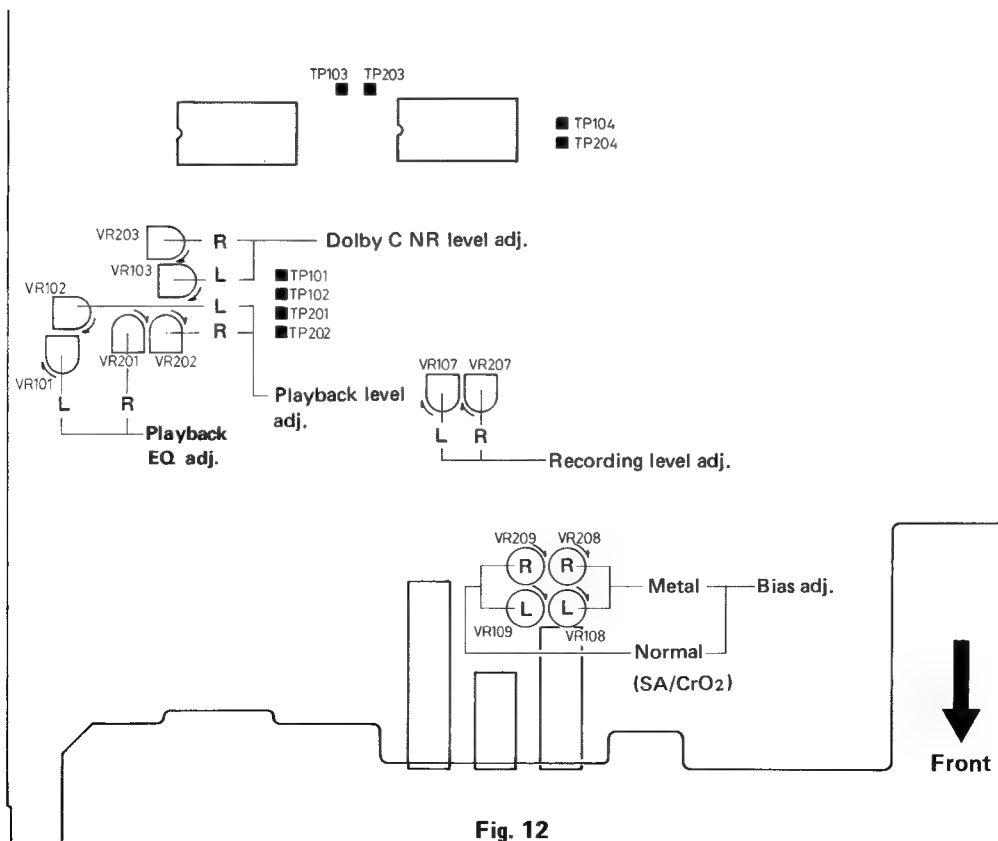 TP103 TP203
TP104
TP204
VR203
R
Dolby C NR level adj.
VR103
L
TP101
VR102
TP102
L
TP201
R
TP202
VR201
VR202
VR101
VR107 VR207
Playback level
adj.
L
R
Playback
EQ adj.
L
R
Recording level adj.
VR209
VR208
R
R
Metal
Bias adj.
L
L
VR109
VR108
Normal
(SA/CrO2)
Front
Fig. 12